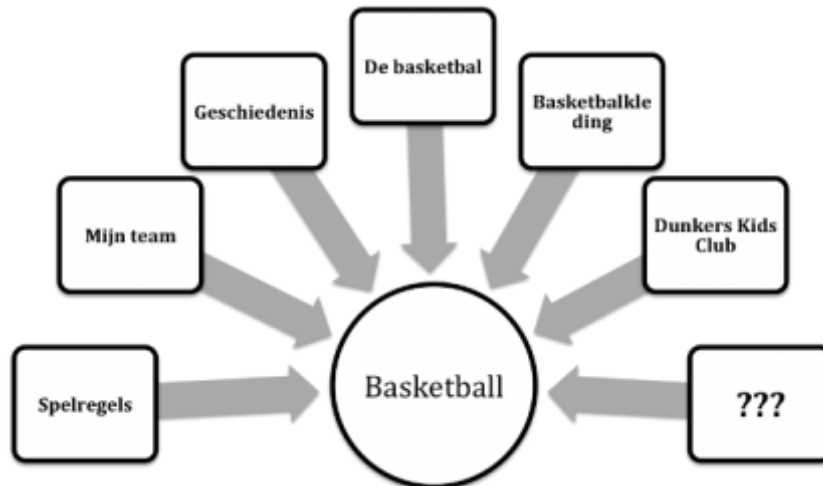 De basketbal
Geschiedenis
Basketbalkle
ding
Mijn team
Dunkers Kids
Club
Spelregels
Basketball
???